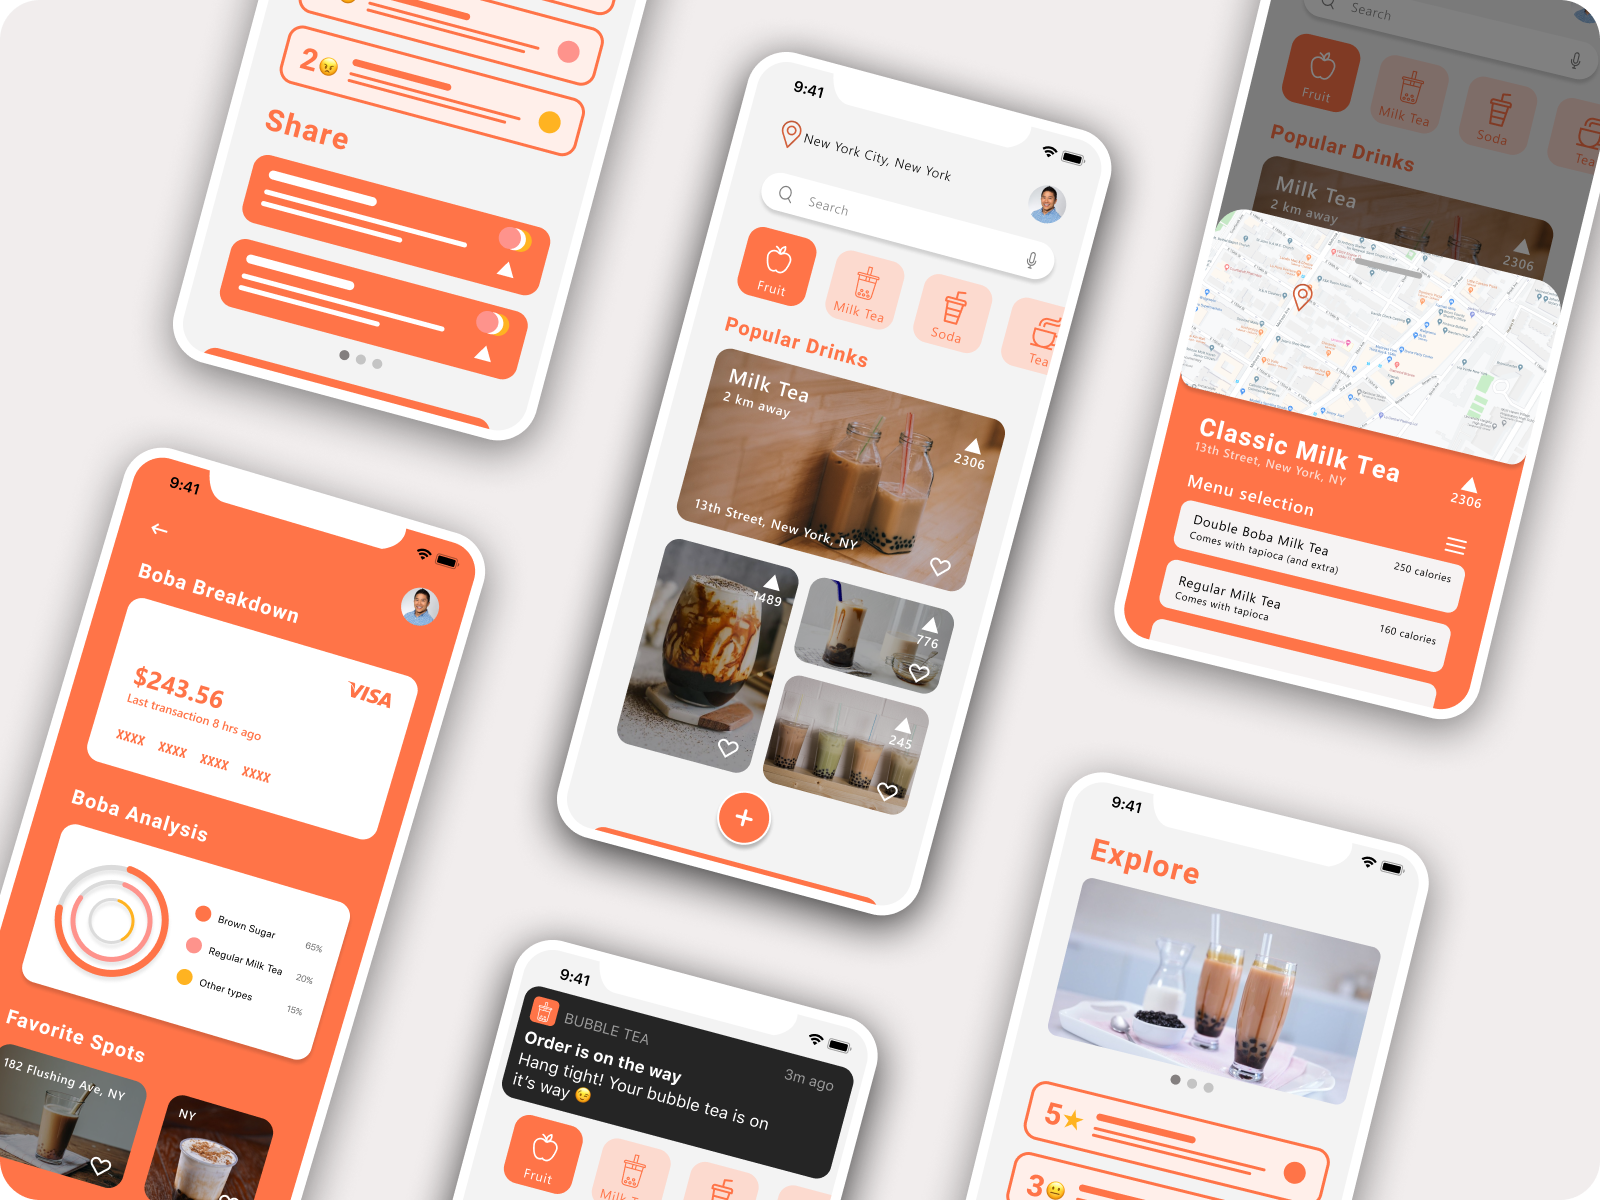 2
Share
9:41
New York City, New York
Search
Fruit
Milk Tea
Soda
Tea
Popular Drinks
Milk Tea
2 km away
2306
13th Street, New York, NY
1489
776
245
+
Search
Fruit
Milk Tea
Soda
Tea
Popular Drinks
Milk Tea
2 km away
2306
Classic Milk Tea
13th Street, New York, NY
2306
Menu selection
Double Boba Milk Tea
Comes with tapioca (and extra)
250 calories
Regular Milk Tea
Comes with tapioca
160 calories
9:41
Boba Breakdown
$243.56
VISA
Last transaction 8 hrs ago
XXXX XXXX XXXX XXXX
Boba Analysis
Brown Sugar 65%
Regular Milk Tea 20%
Other types 15%
Favorite Spots
182 Flushing Ave, NY
NY
9:41
BUBBLE TEA
3m ago
Order is on the way
Hang tight! Your bubble tea is on
it's way 😉
Fruit
Milk
9:41
Explore
5
3